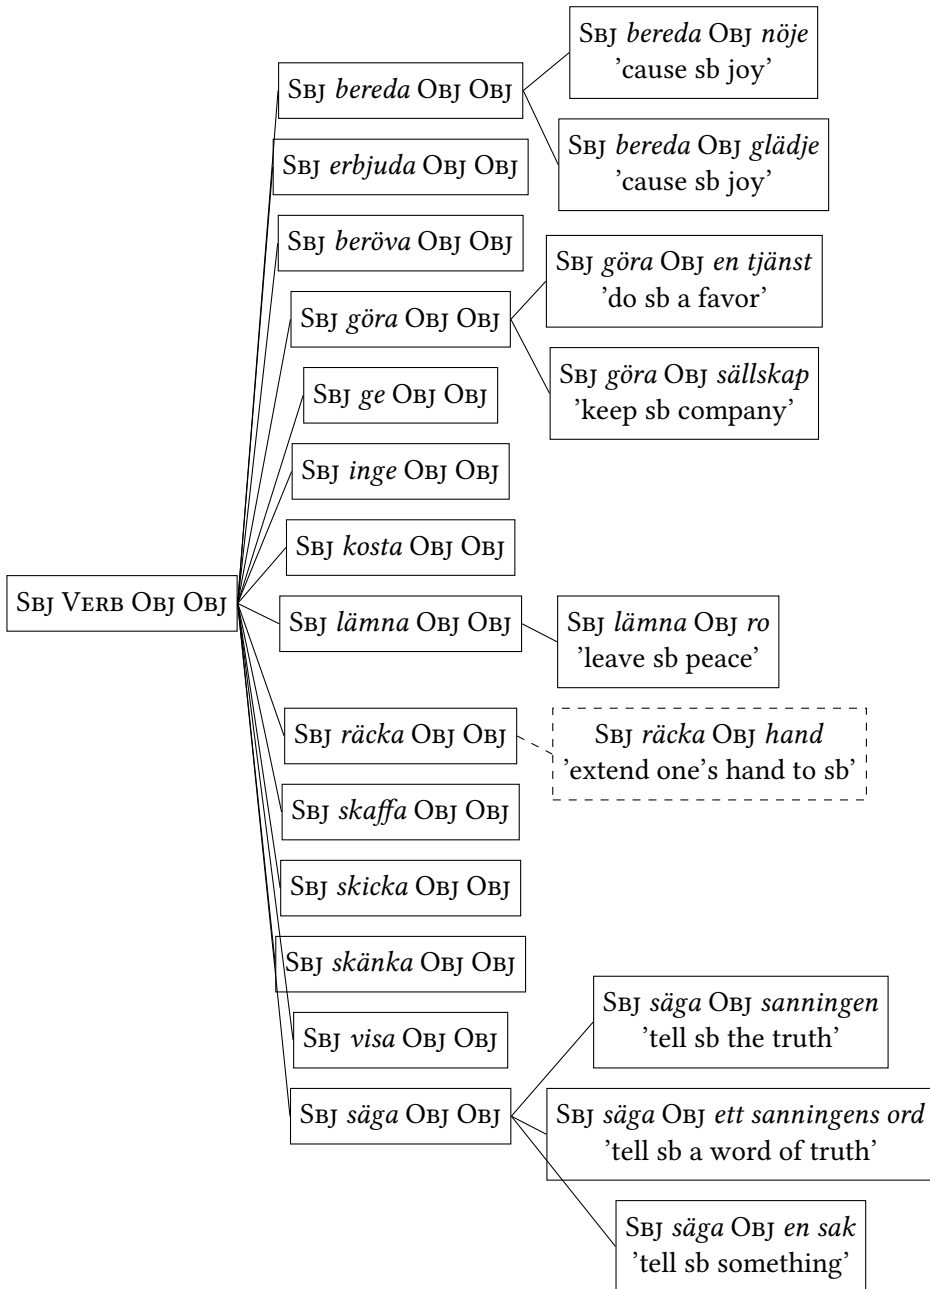 SBJ bereda OBJ nöje
’cause sb joy’
SBJ bereda OBJ OBJ
SBJ bereda OBJ glädje
’cause sb joy’
SBJ erbjuda OBJ OBJ
SBJ beröva OBJ OBJ
SBJ göra OBJ en tjänst
’do sb a favor’
SBJ göra OBJ OBJ
SBJ göra OBJ sällskap
’keep sb company’
SBJ ge OBJ OBJ
SBJ inge OBJ OBJ
SBJ kosta OBJ OBJ
SBJ VERB OBJ OBJ
SBJ lämna OBJ OBJ
SBJ lämna OBJ ro
’leave sb peace’
SBJ räcka OBJ OBJ
SBJ räcka OBJ hand
’extend one’s hand to sb’
SBJ skaffa OBJ OBJ
SBJ skicka OBJ OBJ
SBJ skänka OBJ OBJ
SBJ säga OBJ sanningen
’tell sb the truth’
SBJ visa OBJ OBJ
SBJ säga OBJ OBJ
SBJ säga OBJ ett sanningens ord
’tell sb a word of truth’
SBJ säga OBJ en sak
’tell sb something’